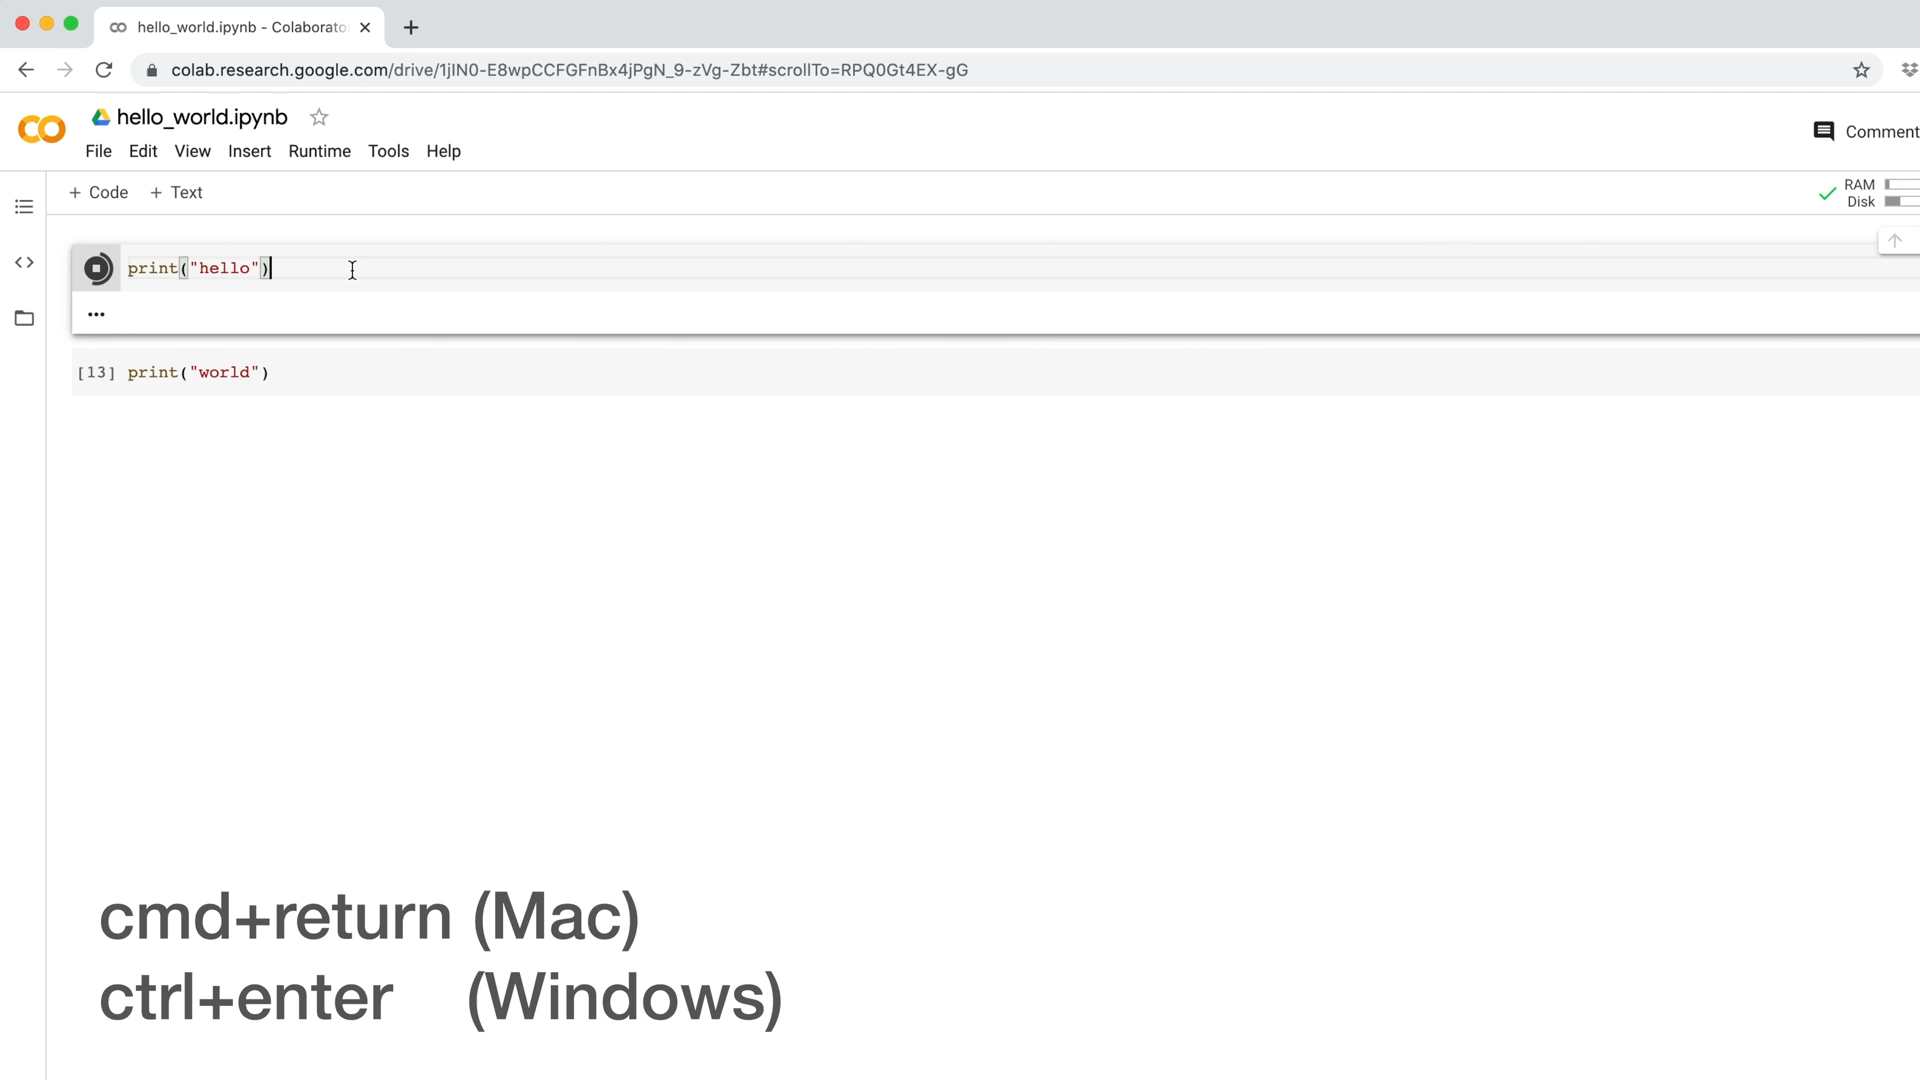 hello_world.ipynb - Colaborato
colab.research.google.com/drive/1jIN0-E8wpCCFGFnBx4jPgN_9-zVg-Zbt#scrollTo=RPQ0Gt4EX-gG
hello_world.ipynb
Comment
File Edit View Insert Runtime Tools Help
+ Code + Text
RAM
Disk
print("hello")
...
[13] print("world")
cmd+return (Mac)
ctrl+enter (Windows)